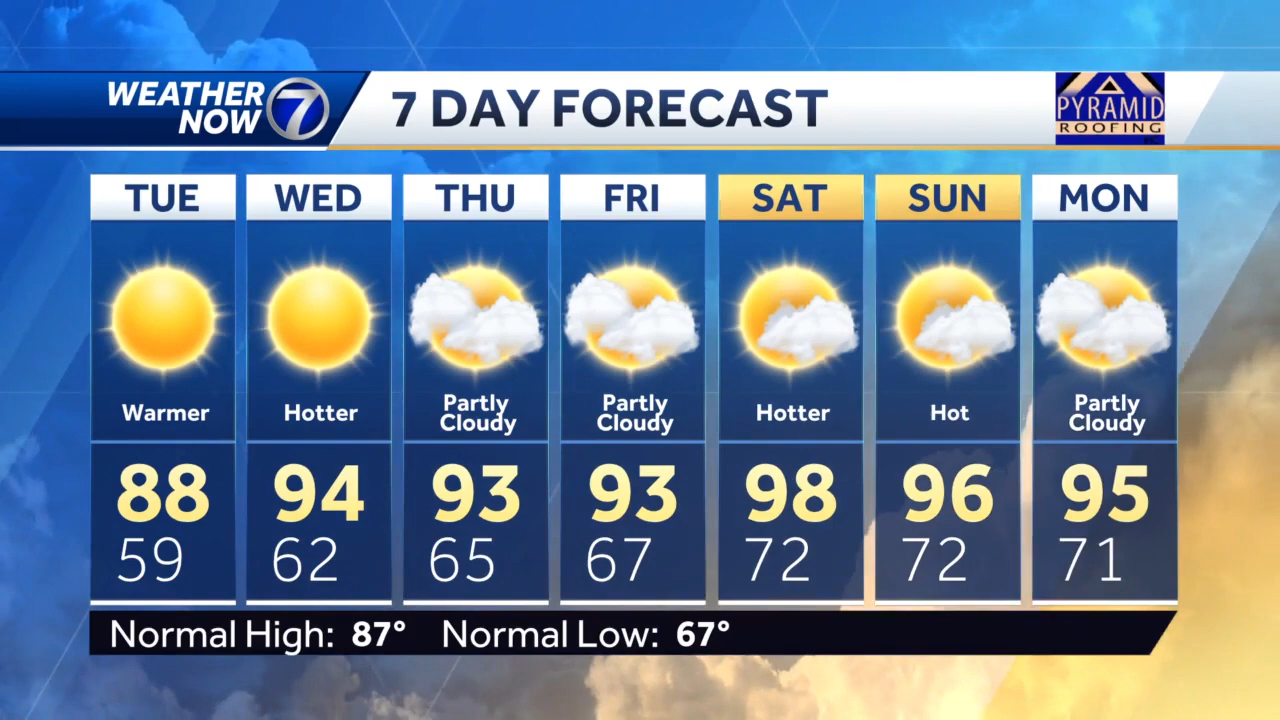 WEATHER
NOW 7
7 DAY FORECAST
PYRAMID
ROOFING
TUE WED THU FRI SAT SUN MON
Warmer Hotter Partly Cloudy Partly Cloudy Hotter Hot Partly Cloudy
88 94 93 93 98 96 95
59 62 65 67 72 72 71
Normal High: 87° Normal Low: 67°